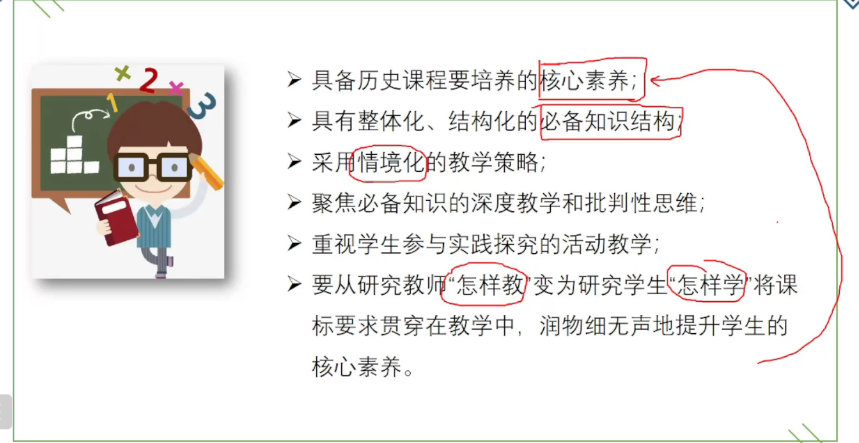 × 2 ×
1 3
➤ 具备历史课程要培养的核心素养；
➤ 具有整体化、结构化的必备知识结构；
➤ 采用情境化的教学策略；
➤ 聚焦必备知识的深度教学和批判性思维；
➤ 重视学生参与实践探究的活动教学；
➤ 要从研究教师“怎样教”变为研究学生“怎样学”将课
标要求贯穿在教学中，润物细无声地提升学生的
核心素养。